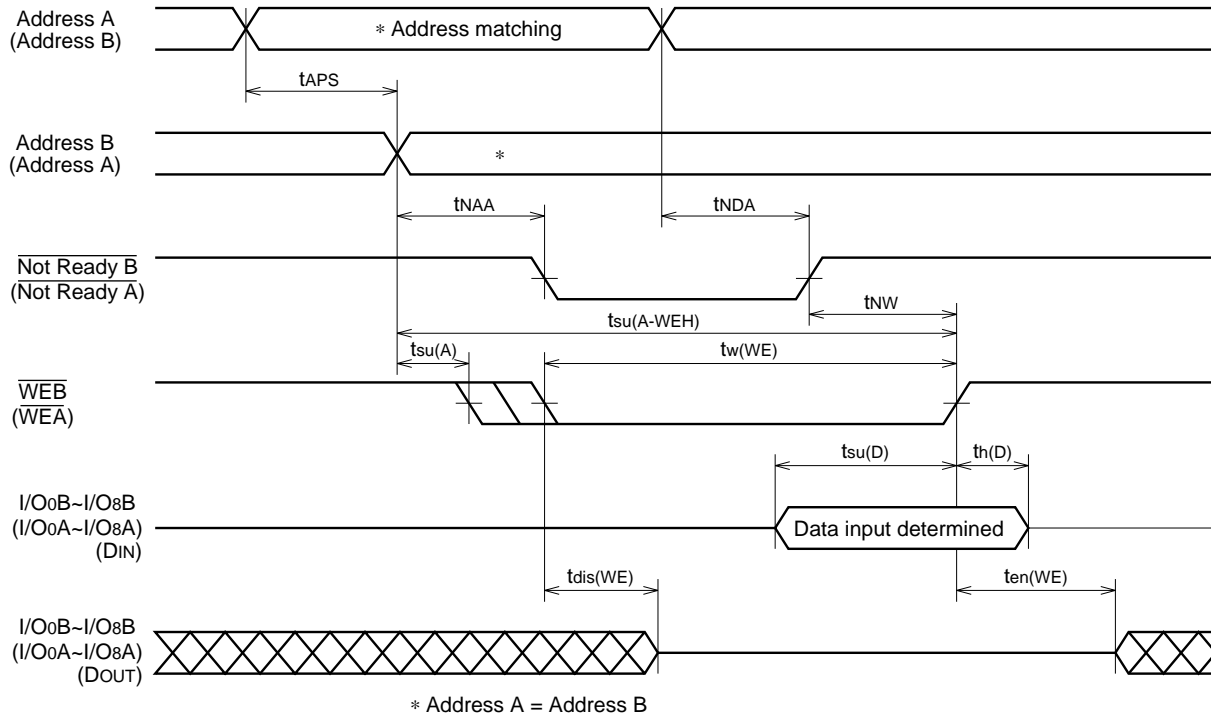 Address A
(Address B)
* Address matching
tAPS
Address B
(Address A)
*
tNAA
tNDA
Not Ready B
(Not Ready A)
tNW
tsu(A-WEH)
tsu(A)
tw(WE)
WEB
(WEA)
tsu(D)
th(D)
I/O0B~I/O8B
(I/O0A~I/O8A)
(DIN)
Data input determined
tdis(WE)
ten(WE)
I/O0B~I/O8B
(I/O0A~I/O8A)
(DOUT)
* Address A = Address B